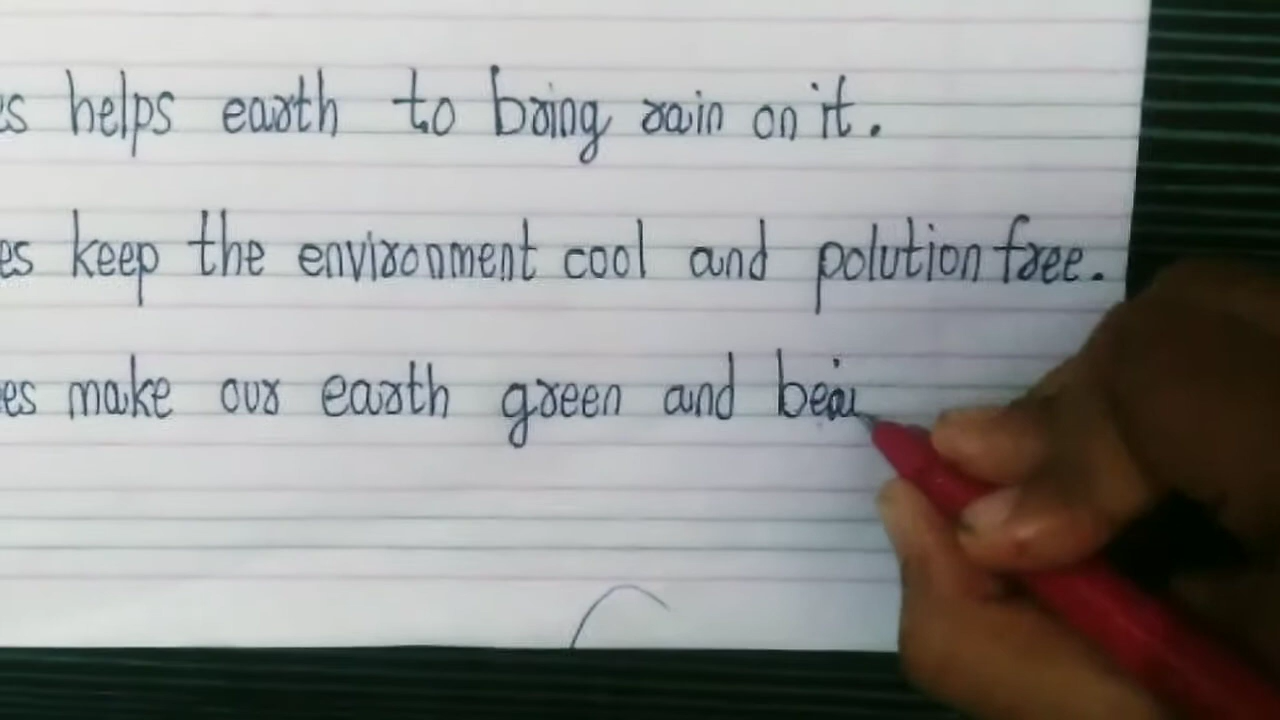 es helps earth to bring rain on it.
es keep the environment cool and polution free.
es make our earth green and beau